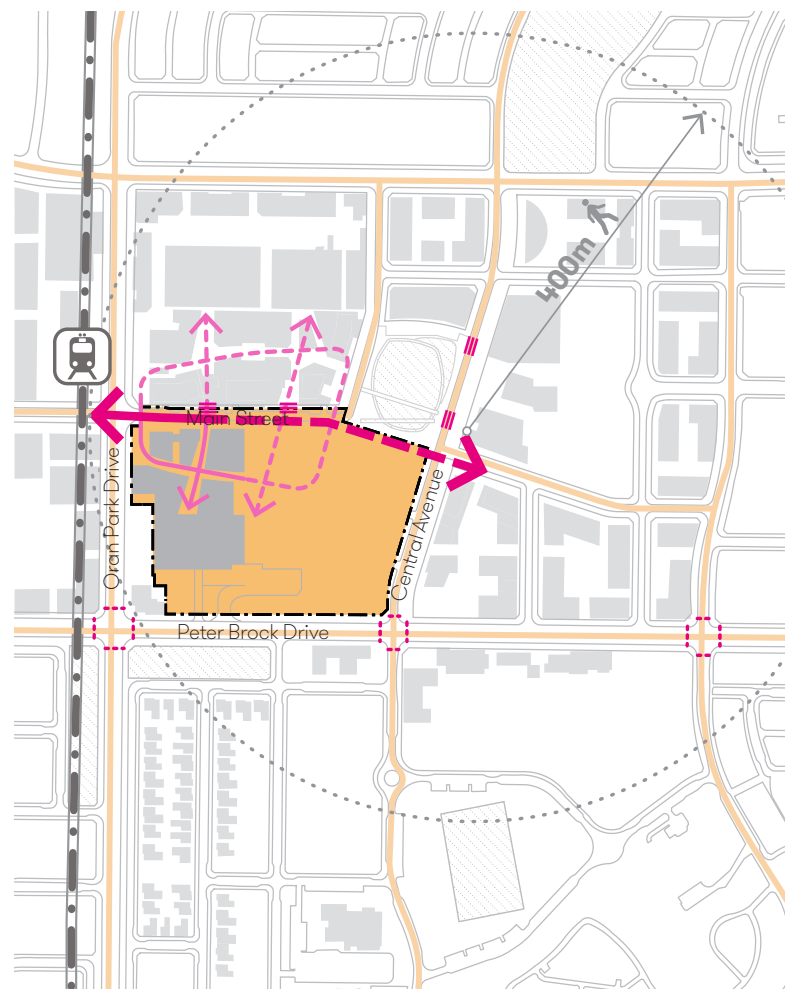 400m
Main Street
Oran Park Drive
Central Avenue
Peter Brock Drive